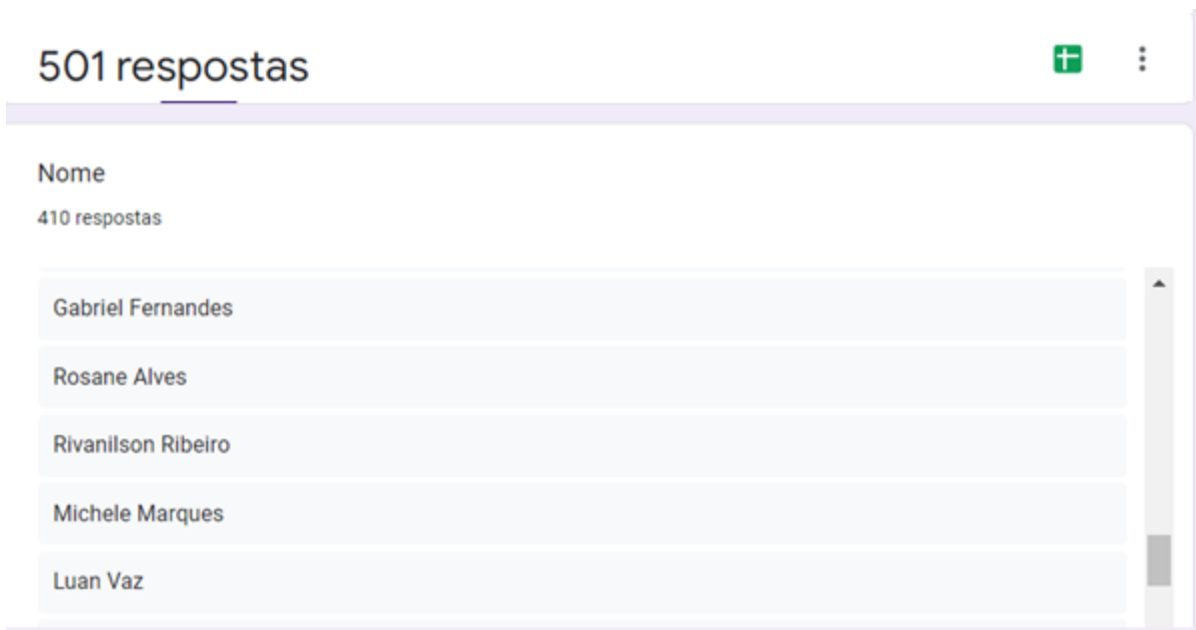 501 respostas
Nome
410 respostas
Gabriel Fernandes
Rosane Alves
Rivanilson Ribeiro
Michele Marques
Luan Vaz